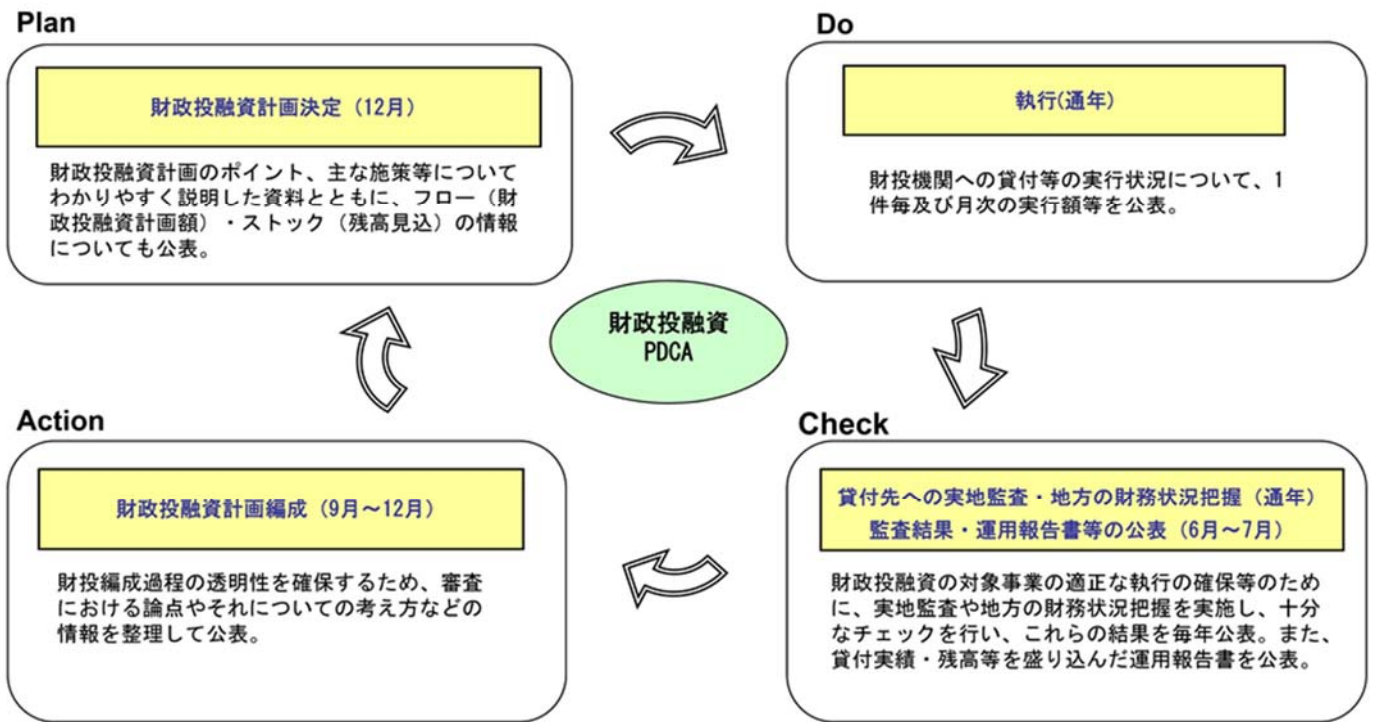 Plan
財政投融資計画決定（12月）
財政投融資計画のポイント、主な施策等について
わかりやすく説明した資料とともに、フロー（財
政投融資計画額）・ストック（残高見込）の情報
についても公表。
Do
執行(通年)
財投機関への貸付等の実行状況について、1
件毎及び月次の実行額等を公表。
財政投融資
PDCA
Action
財政投融資計画編成（9月～12月）
財投編成過程の透明性を確保するため、審査
における論点やそれについての考え方などの
情報を整理して公表。
Check
貸付先への実地監査・地方の財務状況把握（通年）
監査結果・運用報告書等の公表（6月～7月）
財政投融資の対象事業の適正な執行の確保等のため
に、実地監査や地方の財務状況把握を実施し、十分
なチェックを行い、これらの結果を毎年公表。また、
貸付実績・残高等を盛り込んだ運用報告書を公表。